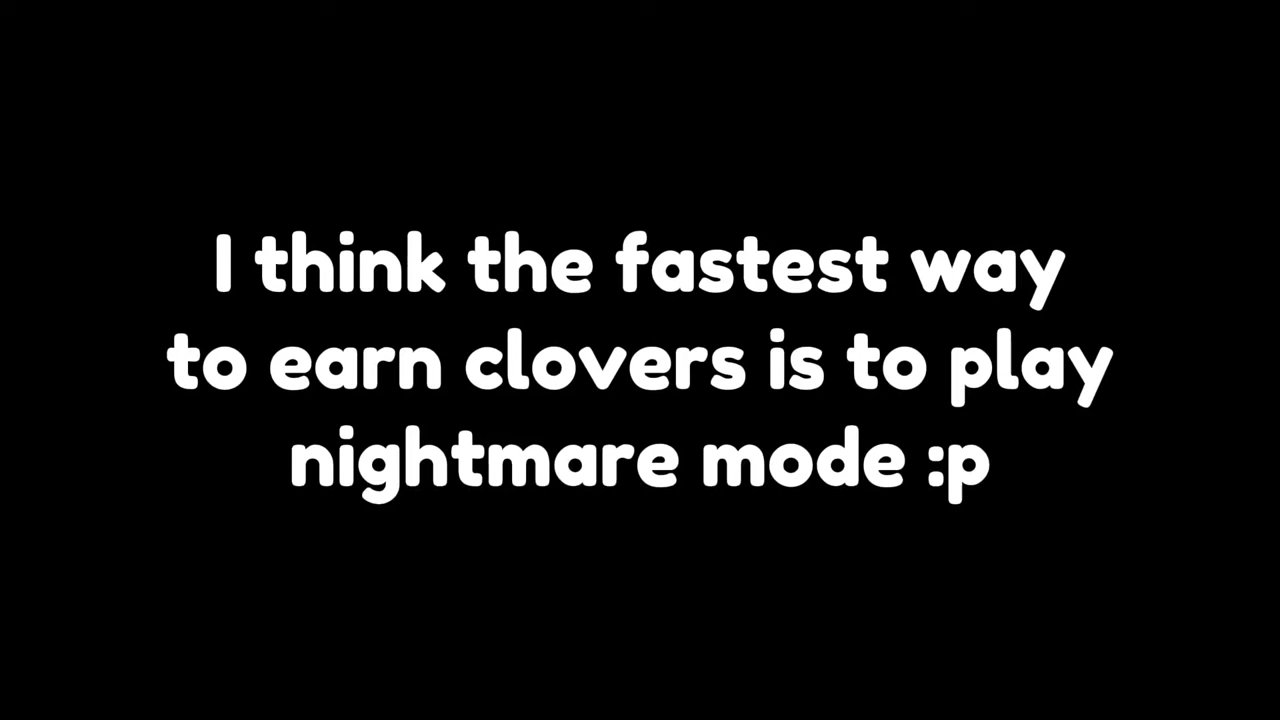 I think the fastest way
to earn clovers is to play
nightmare mode :p